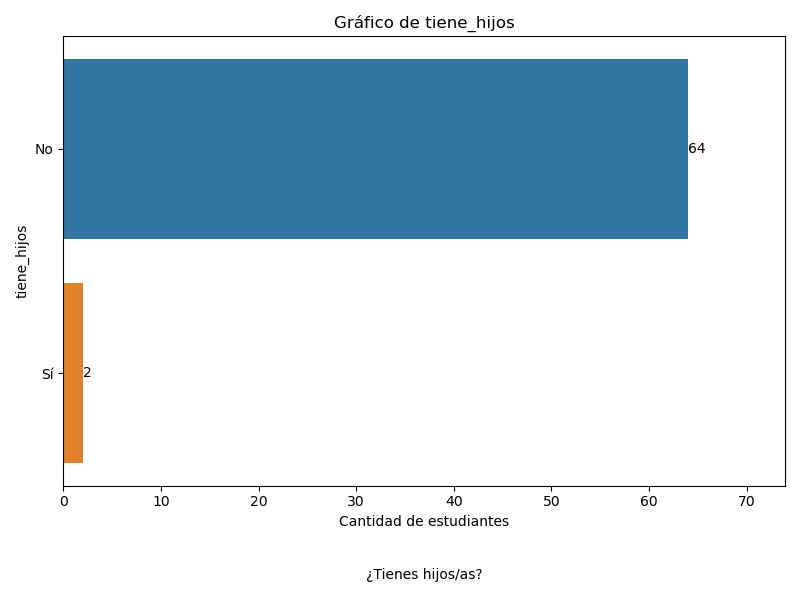 Gráfico de tiene_hijos
tiene_hijos
No
64
Sí
2
0 10 20 30 40 50 60 70
Cantidad de estudiantes
¿Tienes hijos/as?